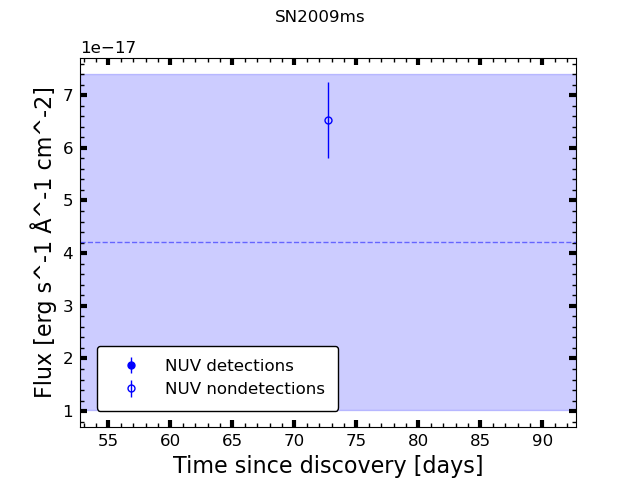 SN2009ms
1e−17
7
6
5
4
3
2
1
Flux [erg s^-1 Å^-1 cm^-2]
NUV detections
NUV nondetections
55 60 65 70 75 80 85 90
Time since discovery [days]